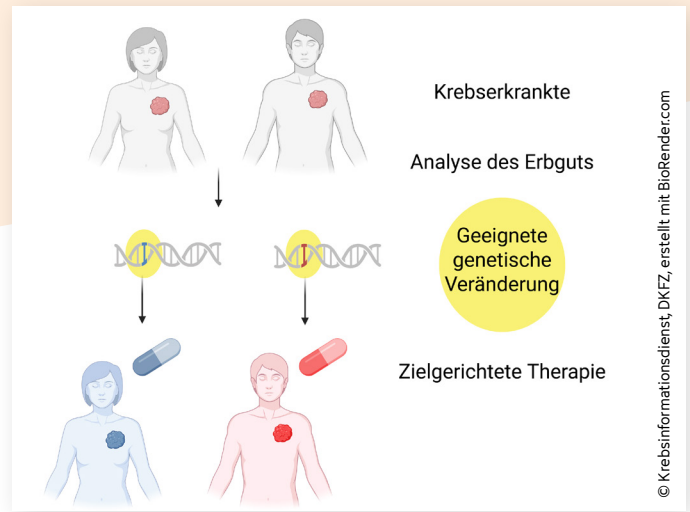 Krebserkrankte
Analyse des Erbguts
Geeignete
genetische
Veränderung
Zielgerichtete Therapie
© Krebsinformationsdienst, DKFZ, erstellt mit BioRender.com